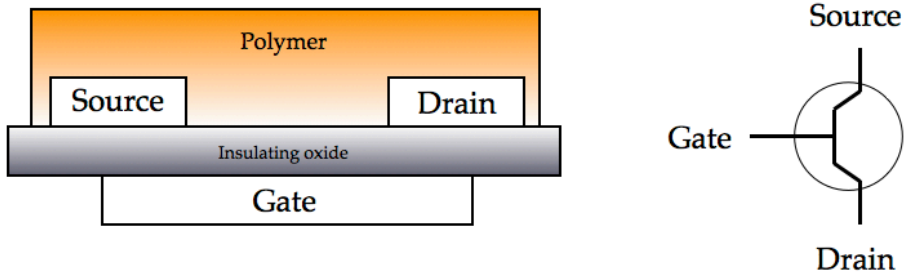 Polymer
Source
Drain
Insulating oxide
Gate
Source
Gate
Drain